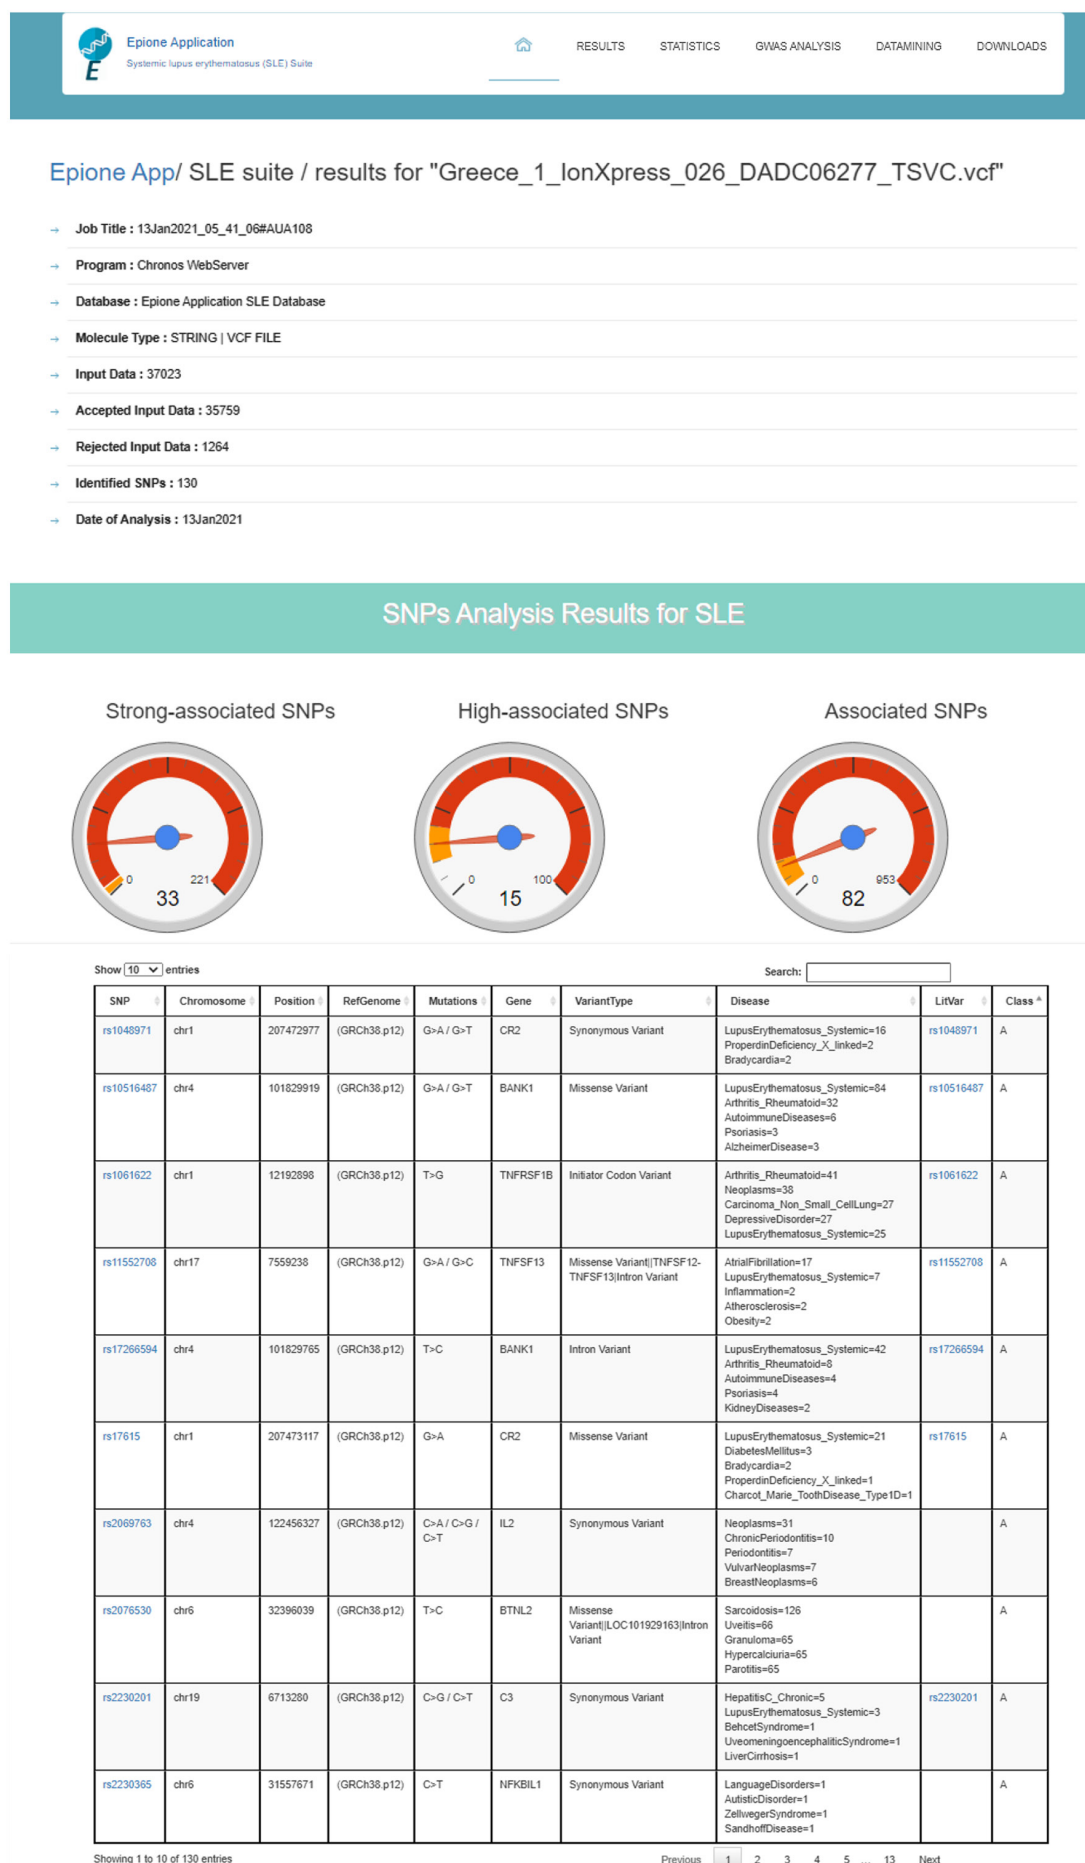 Epione Application
Systemic lupus erythematosus (SLE) Suite
E
RESULTS STATISTICS GWAS ANALYSIS DATAMINING DOWNLOADS
Epione App/ SLE suite / results for "Greece_1_IonXpress_026_DADC06277_TSVC.vcf"
→ Job Title : 13Jan2021_05_41_06#AUA108
→ Program : Chronos WebServer
→ Database : Epione Application SLE Database
→ Molecule Type : STRING | VCF FILE
→ Input Data : 37023
→ Accepted Input Data : 35759
→ Rejected Input Data : 1264
→ Identified SNPs : 130
→ Date of Analysis : 13Jan2021
SNPs Analysis Results for SLE
Strong-associated SNPs High-associated SNPs Associated SNPs
0 221 0 100 0 953
33 15 82
Show 10 entries Search:
SNP Chromosome Position RefGenome Mutations Gene VariantType Disease LitVar Class
rs1048971 chr1 207472977 (GRCh38.p12) G>A / G>T CR2 Synonymous Variant LupusErythematosus_Systemic=16 rs1048971 A
ProperdinDeficiency_X_linked=2
Bradycardia=2
rs10516487 chr4 101829919 (GRCh38.p12) G>A / G>T BANK1 Missense Variant LupusErythematosus_Systemic=84 rs10516487 A
Arthritis_Rheumatoid=32
AutoimmuneDiseases=6
Psoriasis=3
AlzheimerDisease=3
rs1061622 chr1 12192898 (GRCh38.p12) T>G TNFRSF1B Initiator Codon Variant Arthritis_Rheumatoid=41 rs1061622 A
Neoplasms=38
Carcinoma_Non_Small_CellLung=27
DepressiveDisorder=27
LupusErythematosus_Systemic=25
rs11552708 chr17 7559238 (GRCh38.p12) G>A / G>C TNFSF13 Missense Variant||TNFSF12- AtrialFibrillation=17 rs11552708 A
TNFSF13|Intron Variant LupusErythematosus_Systemic=7
Inflammation=2
Atherosclerosis=2
Obesity=2
rs17266594 chr4 101829765 (GRCh38.p12) T>C BANK1 Intron Variant LupusErythematosus_Systemic=42 rs17266594 A
Arthritis_Rheumatoid=8
AutoimmuneDiseases=4
Psoriasis=4
KidneyDiseases=2
rs17615 chr1 207473117 (GRCh38.p12) G>A CR2 Missense Variant LupusErythematosus_Systemic=21 rs17615 A
DiabetesMellitus=3
Bradycardia=2
ProperdinDeficiency_X_linked=1
Charcot_Marie_ToothDisease_Type1D=1
rs2069763 chr4 122456327 (GRCh38.p12) C>A / C>G / IL2 Synonymous Variant Neoplasms=31 A
C>T ChronicPeriodontitis=10
Periodontitis=7
VulvarNeoplasms=7
BreastNeoplasms=6
rs2076530 chr6 32396039 (GRCh38.p12) T>C BTNL2 Missense Sarcoidosis=126 A
Variant||LOC101929163|Intron Uveitis=66
Variant Granuloma=65
Hypercalciuria=65
Parotitis=65
rs2230201 chr19 6713280 (GRCh38.p12) C>G / C>T C3 Synonymous Variant HepatitisC_Chronic=5 rs2230201 A
LupusErythematosus_Systemic=3
BehcetSyndrome=1
UveomeningoencephaliticSyndrome=1
LiverCirrhosis=1
rs2230365 chr6 31557671 (GRCh38.p12) C>T NFKBIL1 Synonymous Variant LanguageDisorders=1 A
AutisticDisorder=1
ZellwegerSyndrome=1
SandhoffDisease=1
Showing 1 to 10 of 130 entries Previous 1 2 3 4 5 … 13 Next